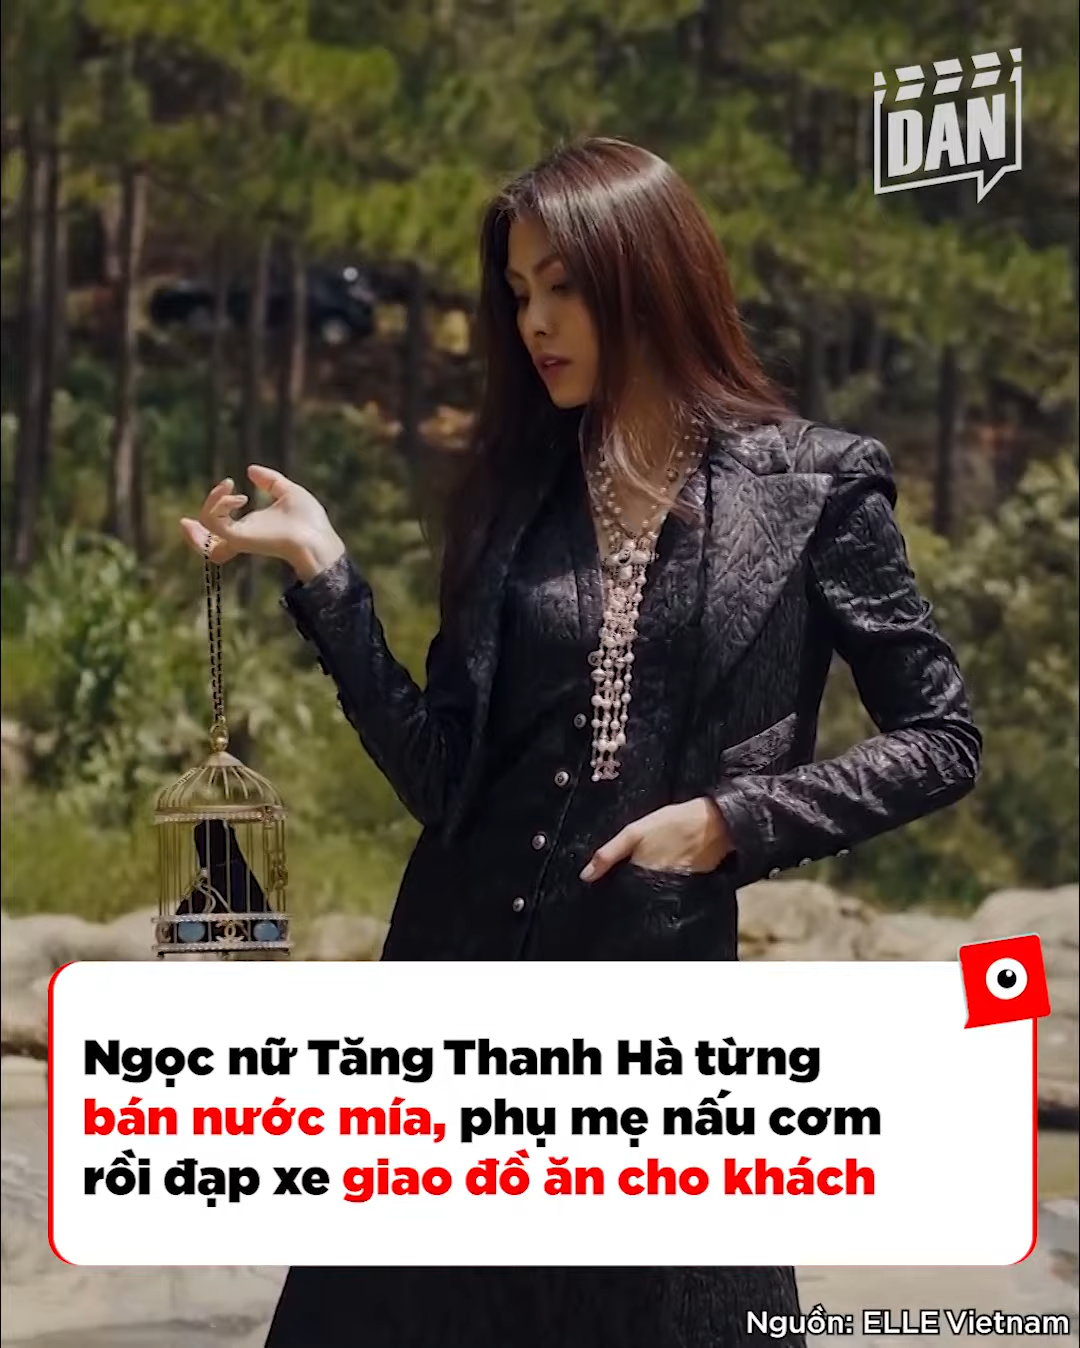 DAN
Ngọc nữ Tăng Thanh Hà từng
bán nước mía, phụ mẹ nấu cơm
rồi đạp xe giao đồ ăn cho khách
Nguồn: ELLE Vietnam